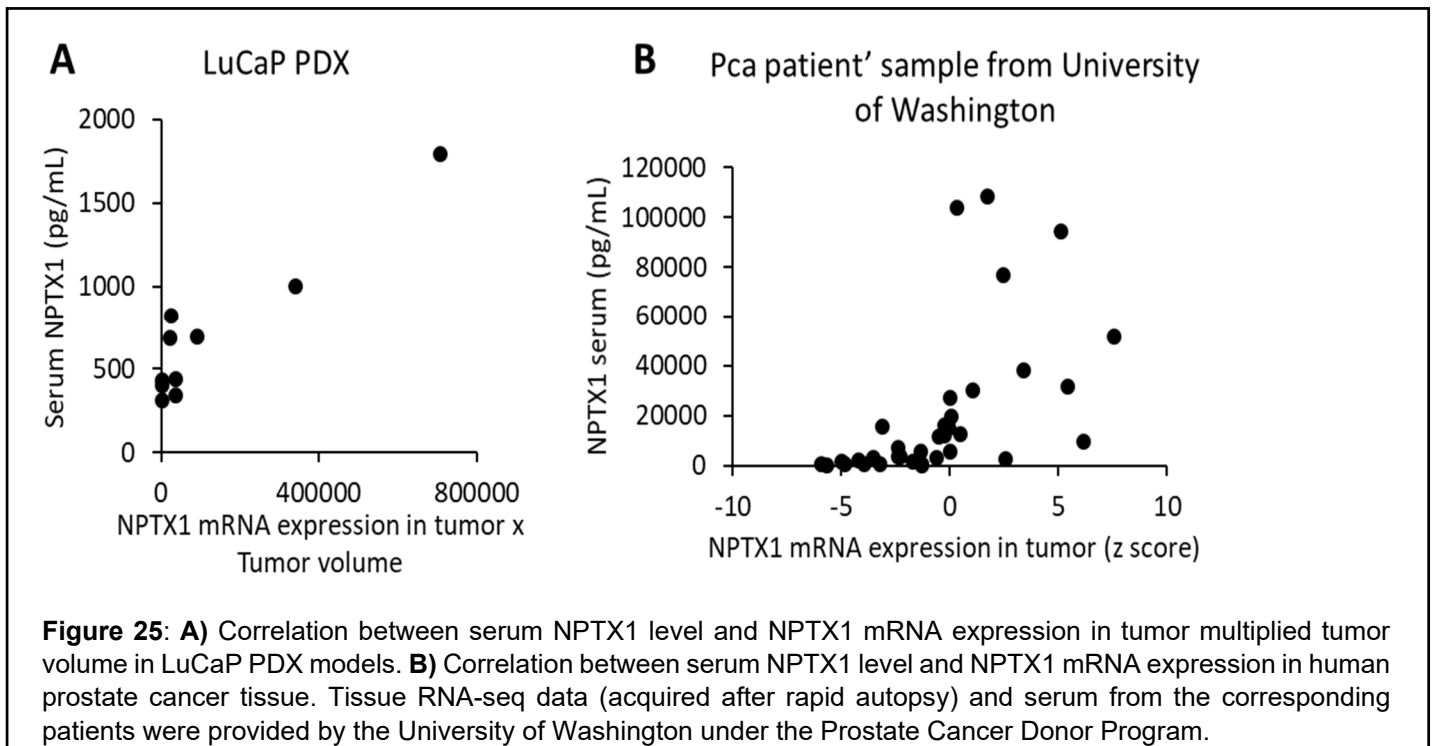 A
LuCaP PDX
2000
1500
1000
500
0
Serum NPTX1 (pg/mL)
0
400000
800000
NPTX1 mRNA expression in tumor x
Tumor volume
B
Pca patient’ sample from University
of Washington
120000
100000
80000
60000
40000
20000
0
NPTX1 serum (pg/mL)
-10
-5
0
5
10
NPTX1 mRNA expression in tumor (z score)
Figure 25: A) Correlation between serum NPTX1 level and NPTX1 mRNA expression in tumor multiplied tumor
volume in LuCaP PDX models. B) Correlation between serum NPTX1 level and NPTX1 mRNA expression in human
prostate cancer tissue. Tissue RNA-seq data (acquired after rapid autopsy) and serum from the corresponding
patients were provided by the University of Washington under the Prostate Cancer Donor Program.